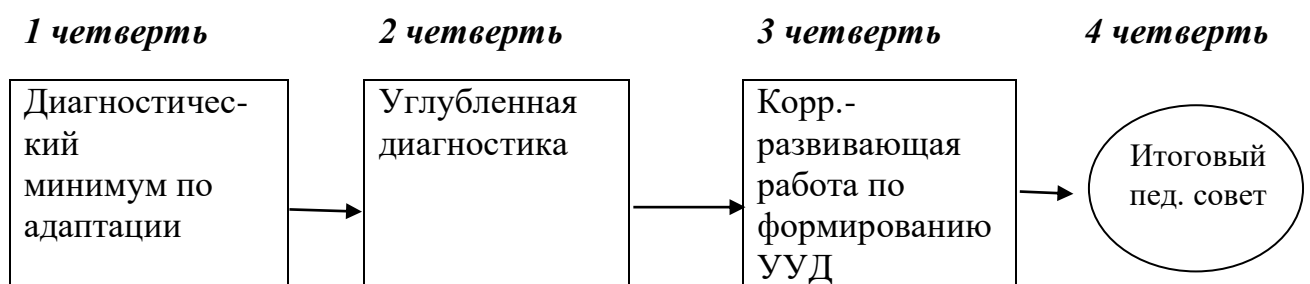 1 четверть
2 четверть
3 четверть
4 четверть
Диагностичес-
кий
минимум по
адаптации
Углубленная
диагностика
Корр.-
развивающая
работа по
формированию
УУД
Итоговый
пед. совет